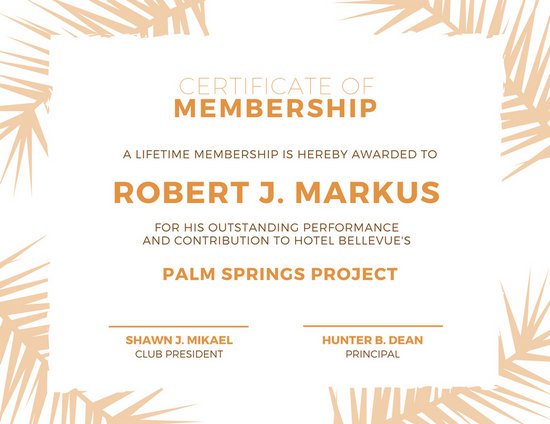 CERTIFICATE OF
MEMBERSHIP
A LIFETIME MEMBERSHIP IS HEREBY AWARDED TO
ROBERT J. MARKUS
FOR HIS OUTSTANDING PERFORMANCE
AND CONTRIBUTION TO HOTEL BELLEVUE'S
PALM SPRINGS PROJECT
SHAWN J. MIKAEL
CLUB PRESIDENT
HUNTER B. DEAN
PRINCIPAL